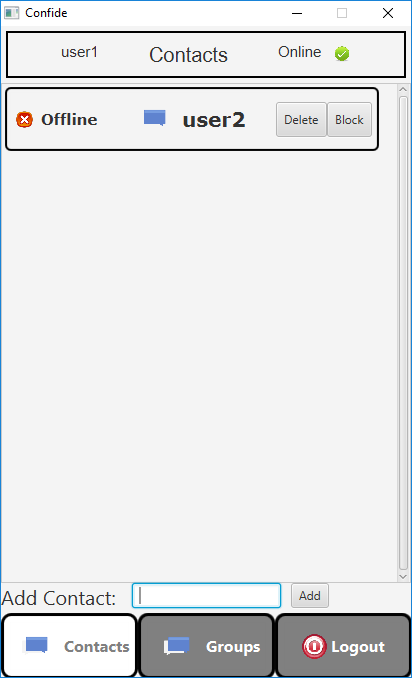 Confide
user1 Contacts Online
Offline user2 Delete Block
Add Contact: Add
Contacts Groups Logout